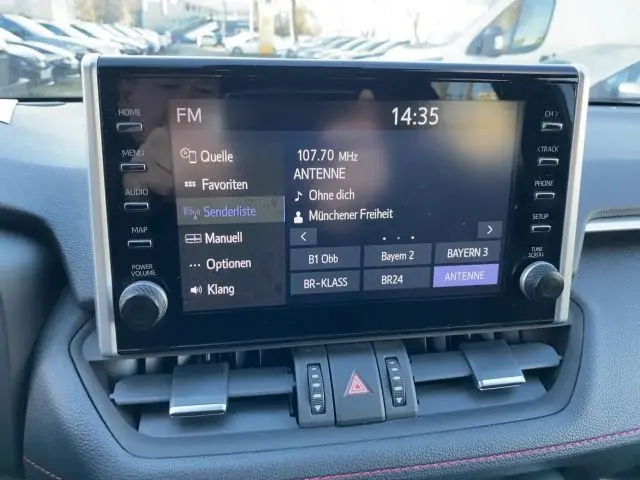 HOME
MENU
AUDIO
MAP
POWER
VOLUME
FM
14:35
Quelle
Favoriten
Senderliste
Manuell
Optionen
Klang
107.70 MHz
ANTENNE
Ohne dich
Münchener Freiheit
< >
B1 Obb Bayern 2 BAYERN 3
BR-KLASS BR24 ANTENNE
CH >
< TRACK
PHONE
SETUP
TUNE
SCROLL